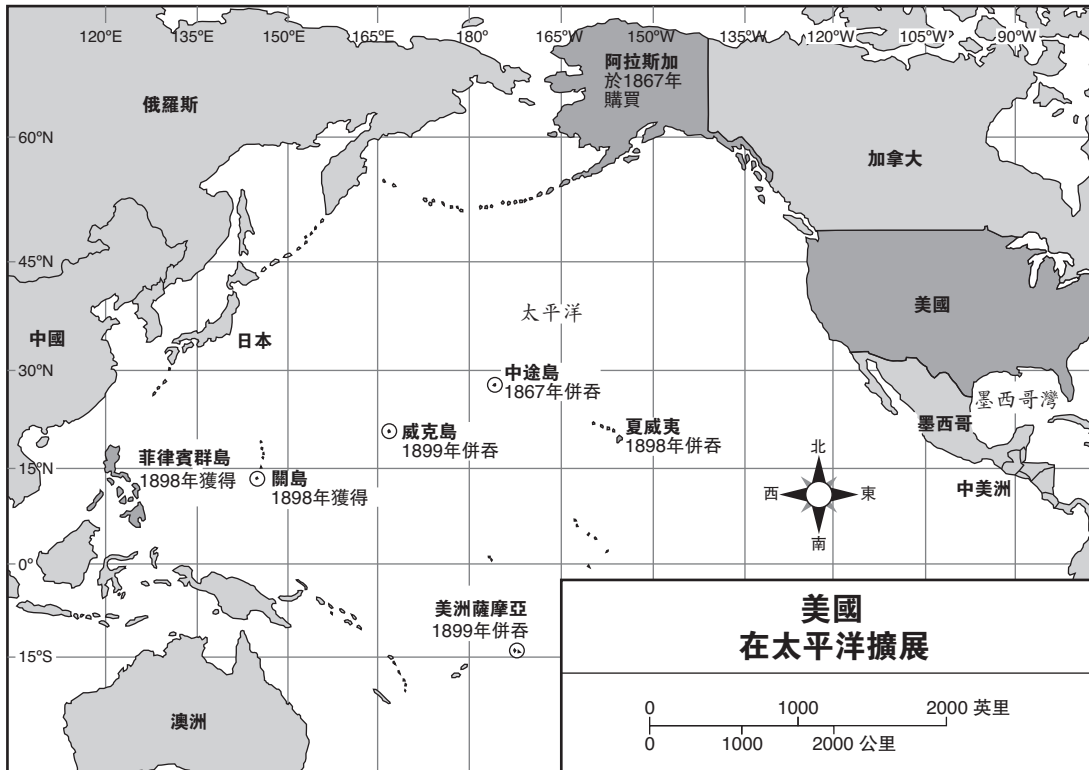 120°E
135°E
150°E
165°E
180°
165°W
150°W
135°W
120°W
105°W
90°W
阿拉斯加
於1867年
購買
俄羅斯
60°N
加拿大
45°N
美國
太平洋
中國
日本
30°N
中途島
1867年併吞
墨西哥灣
威克島
1899年併吞
夏威夷
1898年併吞
墨西哥
菲律賓群島
1898年獲得
15°N
關島
1898年獲得
北
西
東
南
中美洲
0°
美洲薩摩亞
1899年併吞
15°S
澳洲
美國
在太平洋擴展
0 1000 2000 英里
0 1000 2000 公里